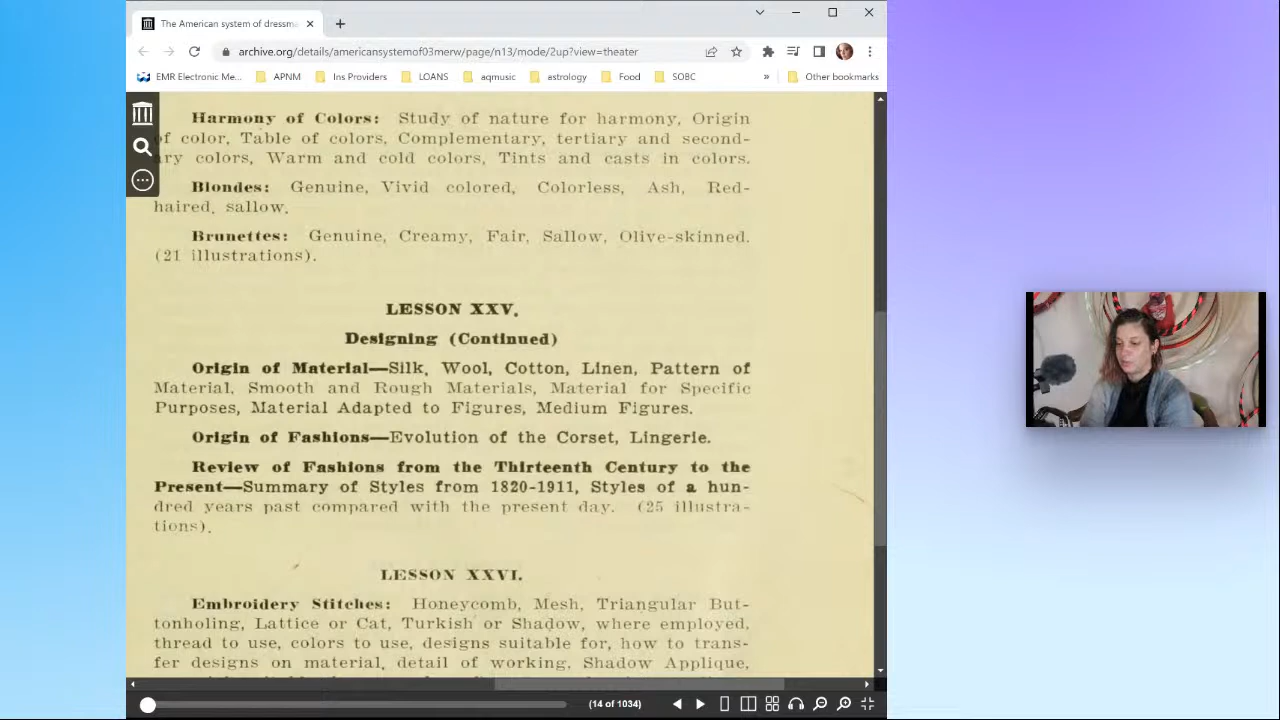 The American system of dressma
archive.org/details/americansystemof03merw/page/n13/mode/2up?view=theater
EMR Electronic Me... APNM Ins Providers LOANS aqmusic astrology Food SOBC » Other bookmarks
Harmony of Colors: Study of nature for harmony, Origin
of color, Table of colors, Complementary, tertiary and second-
ary colors, Warm and cold colors, Tints and casts in colors.
Blondes: Genuine, Vivid colored, Colorless, Ash, Red-
haired, sallow.
Brunettes: Genuine, Creamy, Fair, Sallow, Olive-skinned.
(21 illustrations).
LESSON XXV.
Designing (Continued)
Origin of Material—Silk, Wool, Cotton, Linen, Pattern of
Material, Smooth and Rough Materials, Material for Specific
Purposes, Material Adapted to Figures, Medium Figures.
Origin of Fashions—Evolution of the Corset, Lingerie.
Review of Fashions from the Thirteenth Century to the
Present—Summary of Styles from 1820-1911, Styles of a hun-
dred years past compared with the present day. (25 illustra-
tions).
LESSON XXVI.
Embroidery Stitches: Honeycomb, Mesh, Triangular But-
tonholing, Lattice or Cat, Turkish or Shadow, where employed,
thread to use, colors to use, designs suitable for, how to trans-
fer designs on material, detail of working, Shadow Applique,
(14 of 1034)